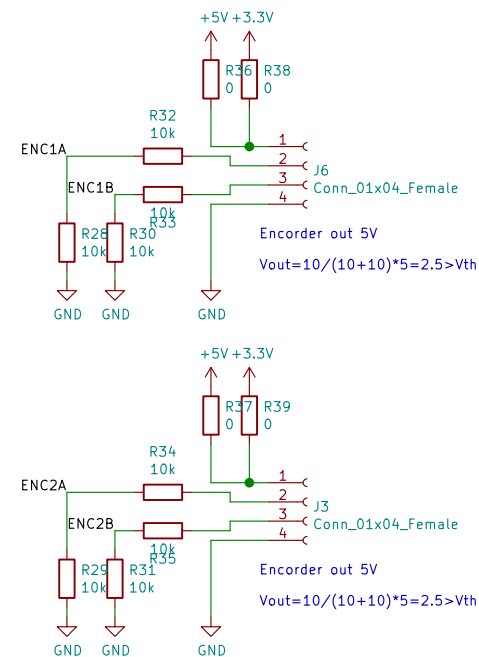 +5V +3.3V
R36 R38
0 0
R32
10k
ENC1A
1
2
J6
ENC1B
3
Conn_01x04_Female
10k
4
R33
R28 R30
Encorder out 5V
10k 10k
Vout=10/(10+10)*5=2.5>Vth
GND GND GND
+5V +3.3V
R37 R39
0 0
R34
10k
ENC2A
1
2
J3
ENC2B
3
Conn_01x04_Female
10k
4
R35
R29 R31
Encorder out 5V
10k 10k
Vout=10/(10+10)*5=2.5>Vth
GND GND GND